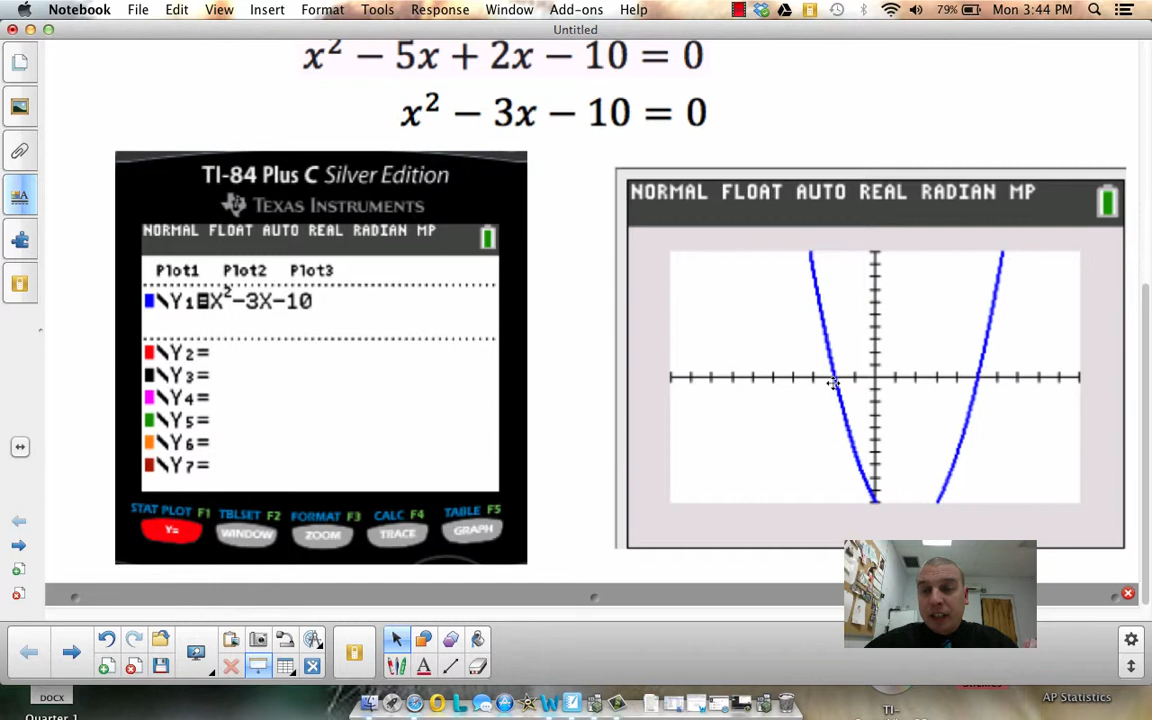 Notebook File Edit View Insert Format Tools Response Window Add-ons Help 79% Mon 3:44 PM
Untitled
x² − 5x + 2x − 10 = 0
x² − 3x − 10 = 0
TI-84 Plus C Silver Edition
TEXAS INSTRUMENTS
NORMAL FLOAT AUTO REAL RADIAN MP
Plot1 Plot2 Plot3
\Y₁=X²-3X-10
\Y₂=
\Y₃=
\Y₄=
\Y₅=
\Y₆=
\Y₇=
STAT PLOT F1 TBLSET F2 FORMAT F3 CALC F4 TABLE F5
Y= WINDOW ZOOM TRACE GRAPH
NORMAL FLOAT AUTO REAL RADIAN MP
DOCX
Quarter 1
TI-
AP Statistics